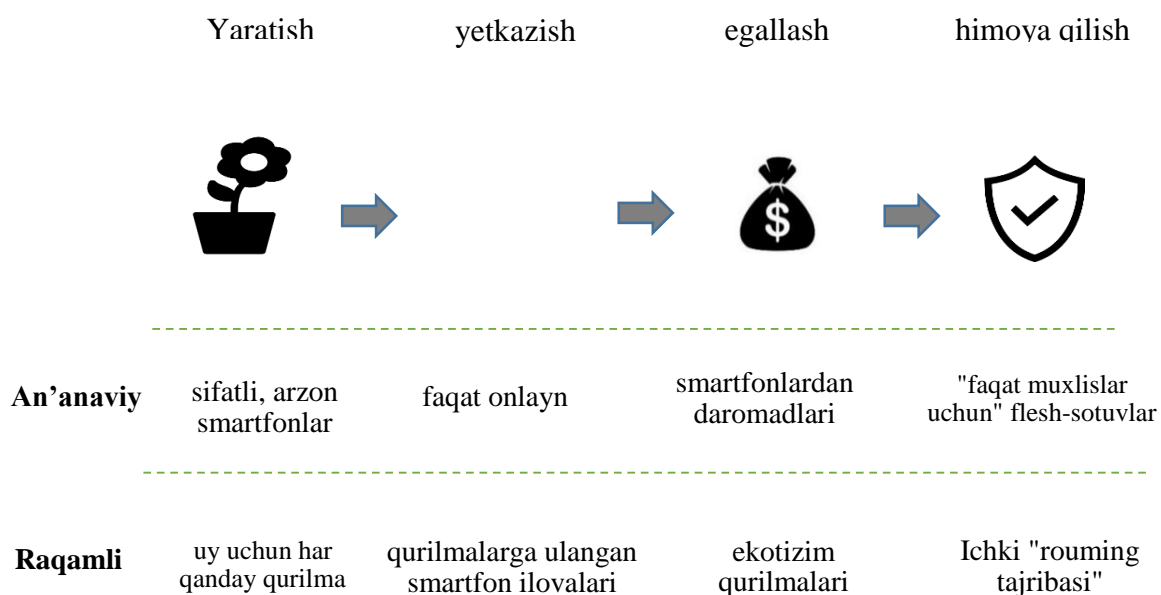 Yaratish yetkazish egallash himoya qilish
$
An’anaviy
sifatli, arzon
smartfonlar
faqat onlayn
smartfonlardan
daromadlari
"faqat muxlislar
uchun" flesh-sotuvlar
Raqamli
uy uchun har
qanday qurilma
qurilmalarga ulangan
smartfon ilovalari
ekotizim
qurilmalari
Ichki "rouming
tajribasi"